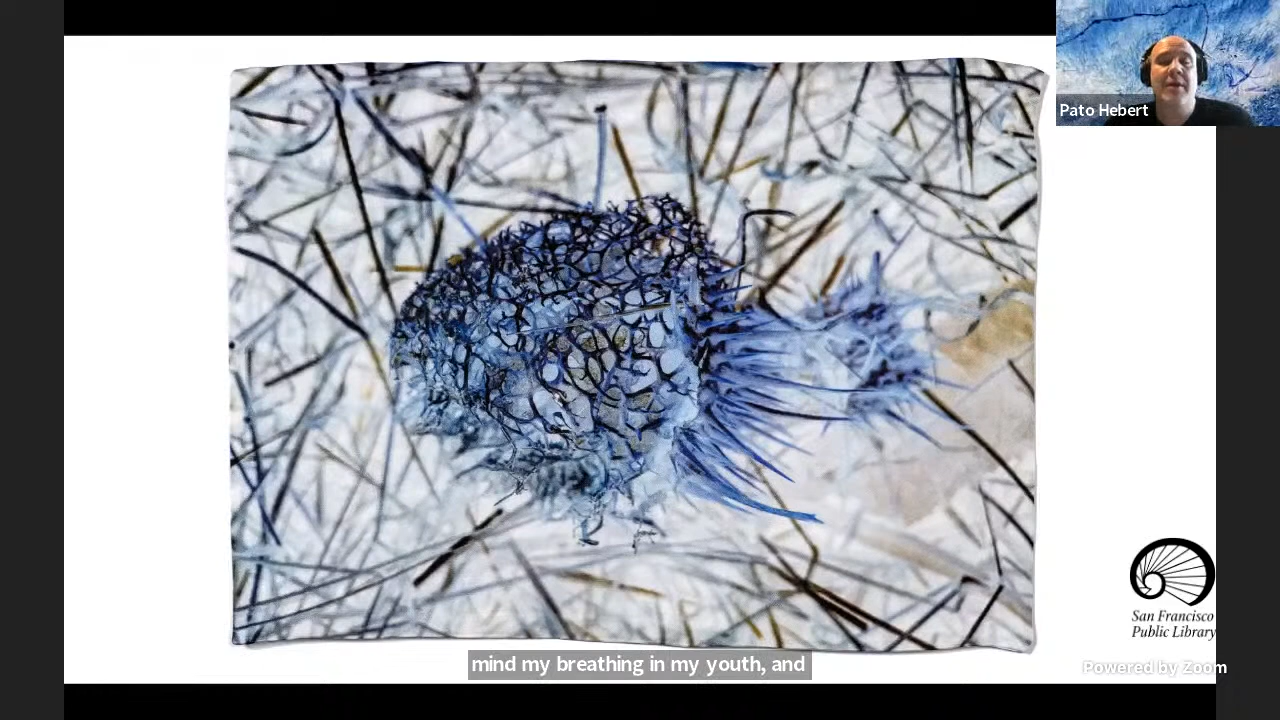 Pato Hebert
San Francisco
Public Library
mind my breathing in my youth, and
Powered by Zoom